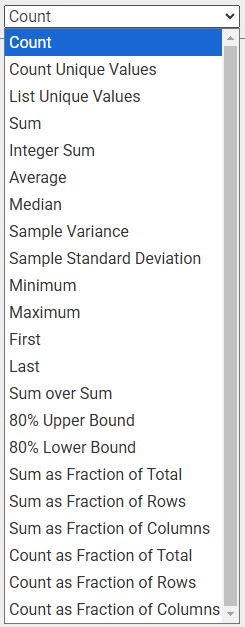 Count
Count
Count Unique Values
List Unique Values
Sum
Integer Sum
Average
Median
Sample Variance
Sample Standard Deviation
Minimum
Maximum
First
Last
Sum over Sum
80% Upper Bound
80% Lower Bound
Sum as Fraction of Total
Sum as Fraction of Rows
Sum as Fraction of Columns
Count as Fraction of Total
Count as Fraction of Rows
Count as Fraction of Columns